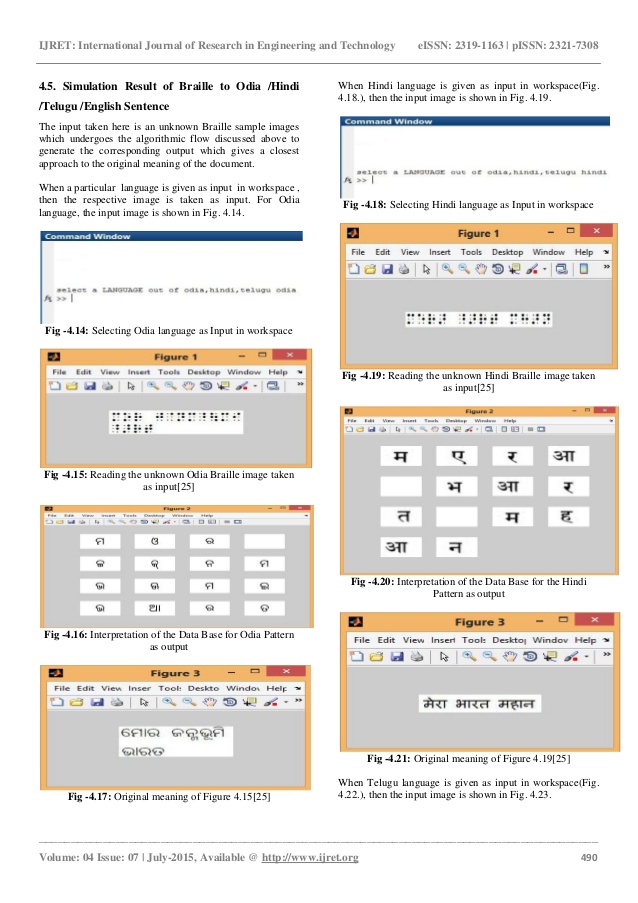 IJRET: International Journal of Research in Engineering and Technology eISSN: 2319-1163 | pISSN: 2321-7308
4.5. Simulation Result of Braille to Odia /Hindi
/Telugu /English Sentence
The input taken here is an unknown Braille sample images
which undergoes the algorithmic flow discussed above to
generate the corresponding output which gives a closest
approach to the original meaning of the document.
When a particular language is given as input in workspace ,
then the respective image is taken as input. For Odia
language, the input image is shown in Fig. 4.14.
Command Window
select a LANGUAGE out of odia,hindi,telugu odia
fx >>
Fig -4.14: Selecting Odia language as Input in workspace
Figure 1
File Edit View Insert Tools Desktop Window Help
Fig -4.15: Reading the unknown Odia Braille image taken
as input[25]
Figure 2
File Edit View Insert Tools Desktop Window Help
ମ ଓ ର
ଜ ନ ମ
ଭ ମ ଇ
ଭ ଆ ର ତ
Fig -4.16: Interpretation of the Data Base for Odia Pattern
as output
Figure 3
File Edit View Inser Tool: Deskto Windov Help
ମୋର ଜନ୍ମଭୂମି
ଭାରତ
Fig -4.17: Original meaning of Figure 4.15[25]
When Hindi language is given as input in workspace(Fig.
4.18.), then the input image is shown in Fig. 4.19.
Command Window
select a LANGUAGE out of odia,hindi,telugu hindi
fx >>
Fig -4.18: Selecting Hindi language as Input in workspace
Figure 1
File Edit View Insert Tools Desktop Window Help
Fig -4.19: Reading the unknown Hindi Braille image taken
as input[25]
Figure 2
File Edit View Insert Tools Desktop Window Help
म ए र आ
भ आ र
त म ह
आ न
Fig -4.20: Interpretation of the Data Base for the Hindi
Pattern as output
Figure 3
File Edit View Insert Tool: Desktop Window Help
मेरा भारत महान
Fig -4.21: Original meaning of Figure 4.19[25]
When Telugu language is given as input in workspace(Fig.
4.22.), then the input image is shown in Fig. 4.23.
Volume: 04 Issue: 07 | July-2015, Available @ http://www.ijret.org 490